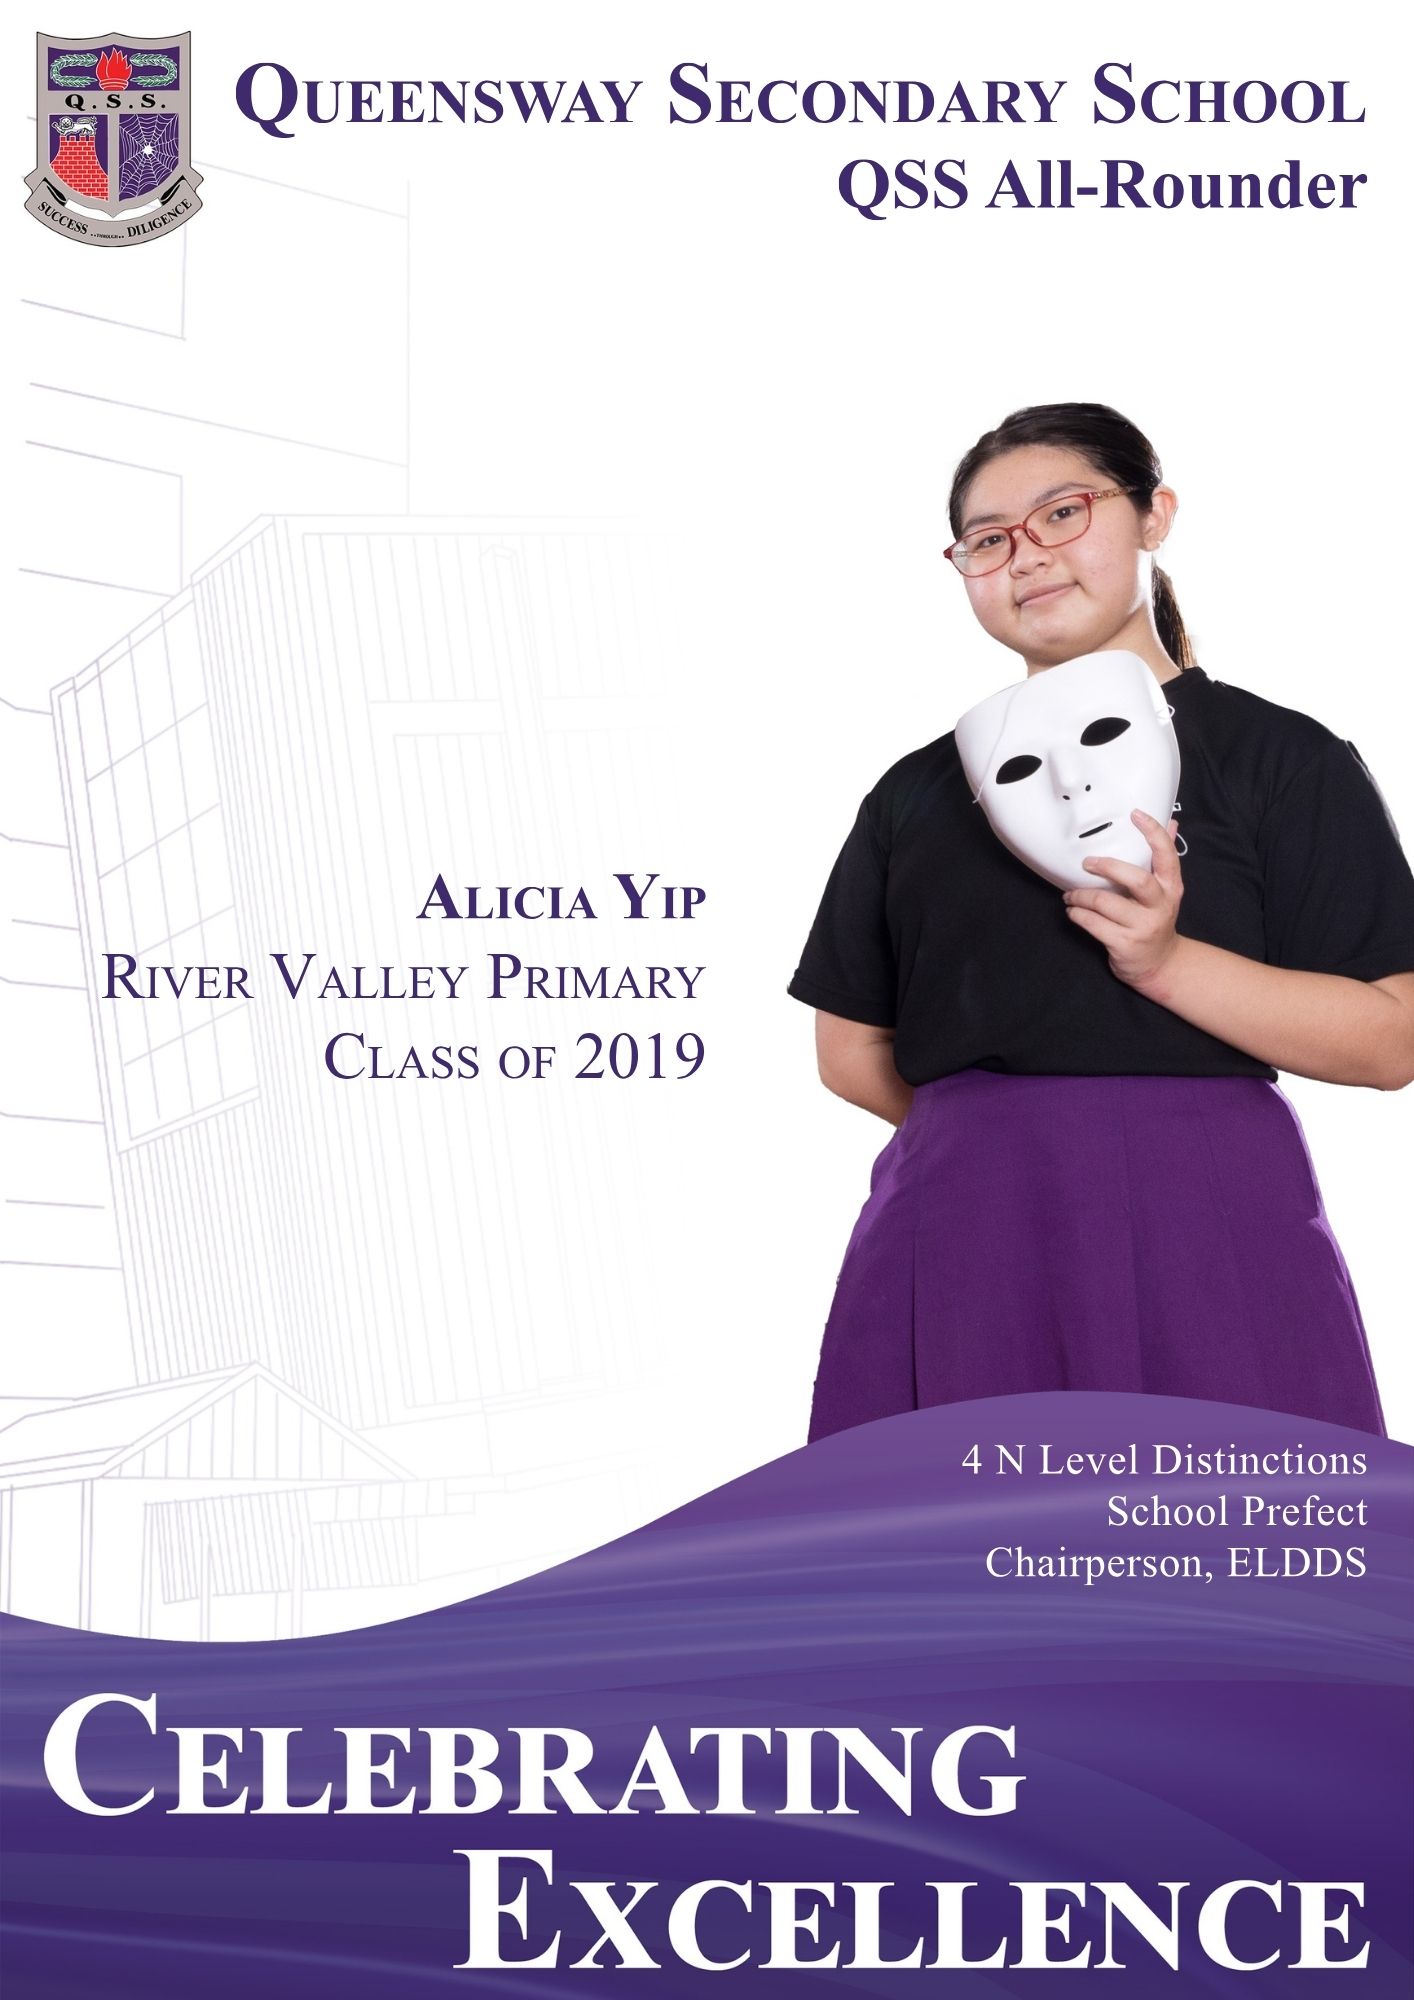 Q.S.S.
SUCCESS ..THROUGH.. DILIGENCE
QUEENSWAY SECONDARY SCHOOL
QSS All-Rounder
ALICIA YIP
RIVER VALLEY PRIMARY
CLASS OF 2019
4 N Level Distinctions
School Prefect
Chairperson, ELDDS
CELEBRATING
EXCELLENCE